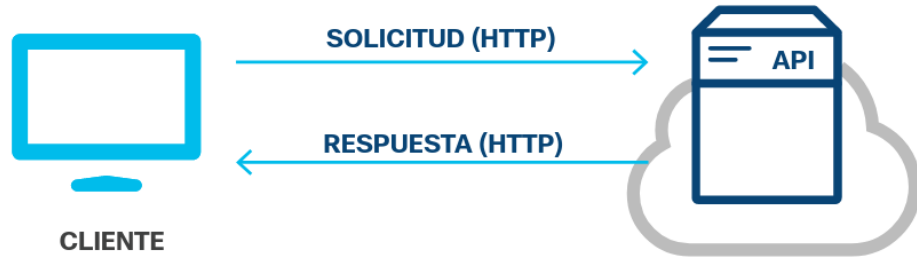 SOLICITUD (HTTP)
API
RESPUESTA (HTTP)
CLIENTE